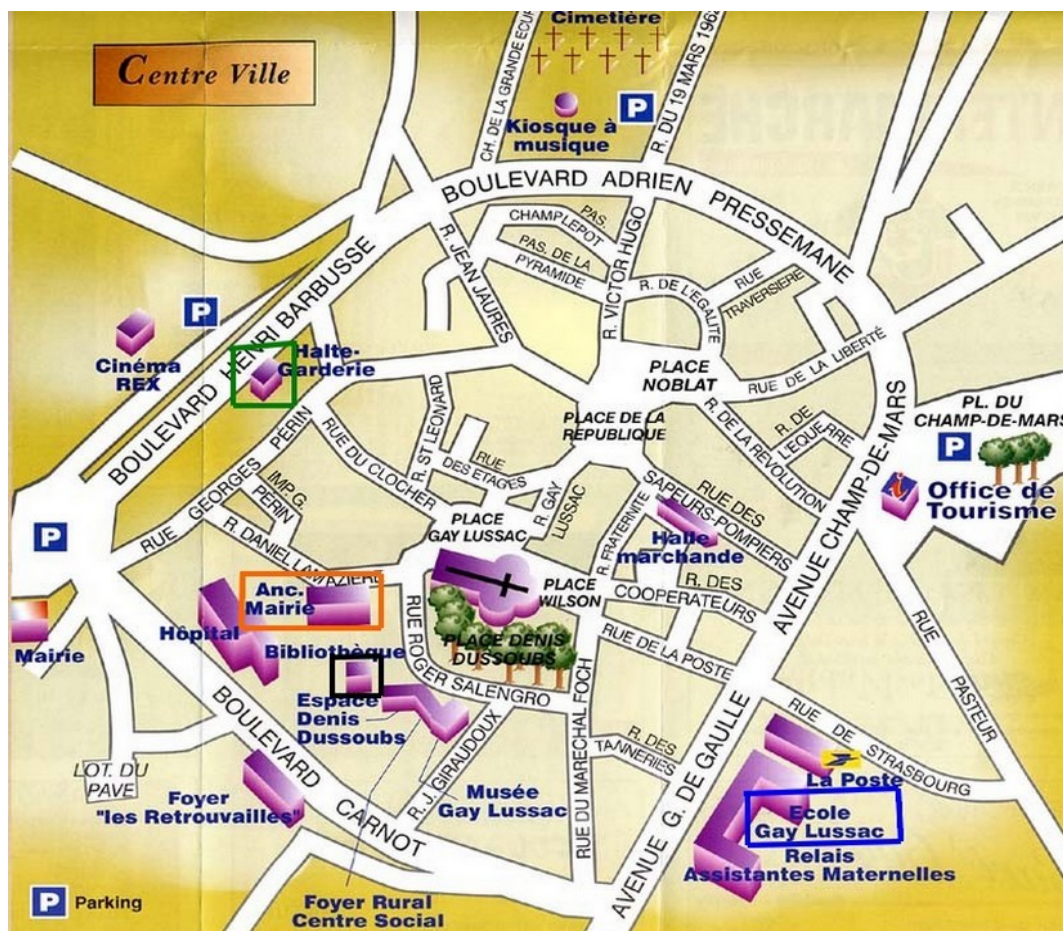 Centre Ville
Cimetière
Kiosque à
musique
P
CH. DE LA GRANDE ECURIE
R. DU 19 MARS 1962
BOULEVARD ADRIEN PRESSEMANE
PAS.
CHAMPLEPOT
PAS. DE LA
PYRAMIDE
R. VICTOR HUGO
R. DE L'EGALITE
RUE
TRAVERSIERE
R. JEAN JAURES
BOULEVARD HENRI BARBUSSE
P
Cinéma
REX
Halte-
Garderie
PLACE
NOBLAT
RUE DE LA LIBERTÉ
PLACE DE LA
RÉPUBLIQUE
R. DE LA REVOLUTION
R. DE
L'EQUERRE
PL. DU
CHAMP-DE-MARS
P
Office de
Tourisme
AVENUE CHAMP-DE-MARS
RUE GEORGES PÉRIN
IMP. G.
PERIN
RUE DU CLOCHER
R. ST LEONARD
RUE
DES ETAGES
R. GAY
LUSSAC
PLACE
GAY LUSSAC
R. FRATERNITE
RUE DES
SAPEURS-POMPIERS
Halle
marchande
P
R. DANIEL LAMAZIERE
Anc.
Mairie
Hôpital
Mairie
PLACE
WILSON
R. DES
COOPERATEURS
PLACE DENIS
DUSSOUBS
RUE DE LA POSTE
Bibliothèque
RUE ROGER SALENGRO
Espace
Denis
Dussoubs
RUE
PASTEUR
RUE DE STRASBOURG
LOT. DU
PAVE
BOULEVARD CARNOT
Foyer
"les Retrouvailles"
R. J. GIRAUDOUX
Musée
Gay Lussac
RUE DU MARECHAL FOCH
R. DES
TANNERIES
AVENUE G. DE GAULLE
La Poste
Ecole
Gay Lussac
Relais
Assistantes Maternelles
Foyer Rural
Centre Social
P Parking